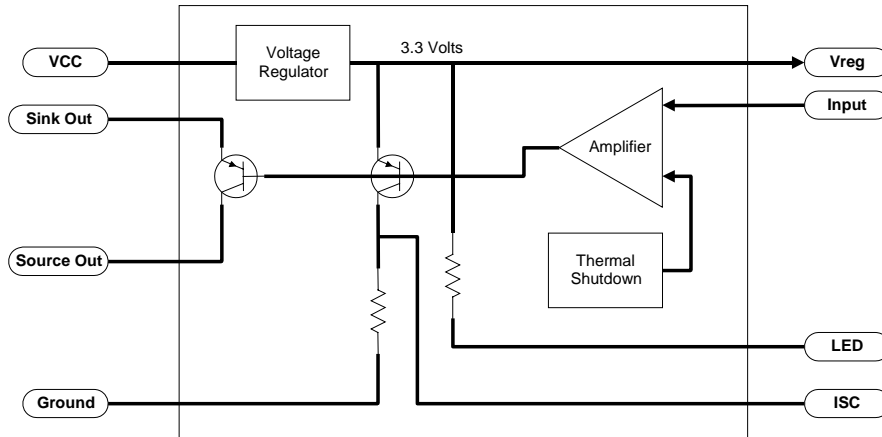 Voltage
Regulator
3.3 Volts
VCC
Vreg
Sink Out
Input
Amplifier
Source Out
Thermal
Shutdown
LED
Ground
ISC